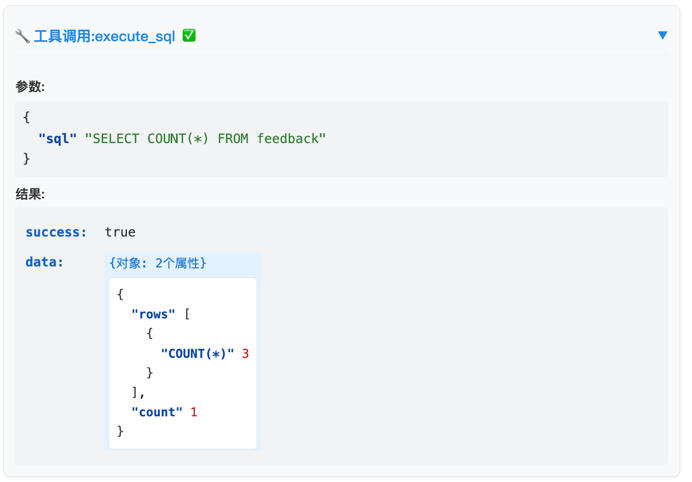 🔧 工具调用:execute_sql ✅ ▼
参数:
{
"sql" "SELECT COUNT(*) FROM feedback"
}
结果:
success: true
data: {对象: 2个属性}
{
"rows" [
{
"COUNT(*)" 3
}
],
"count" 1
}